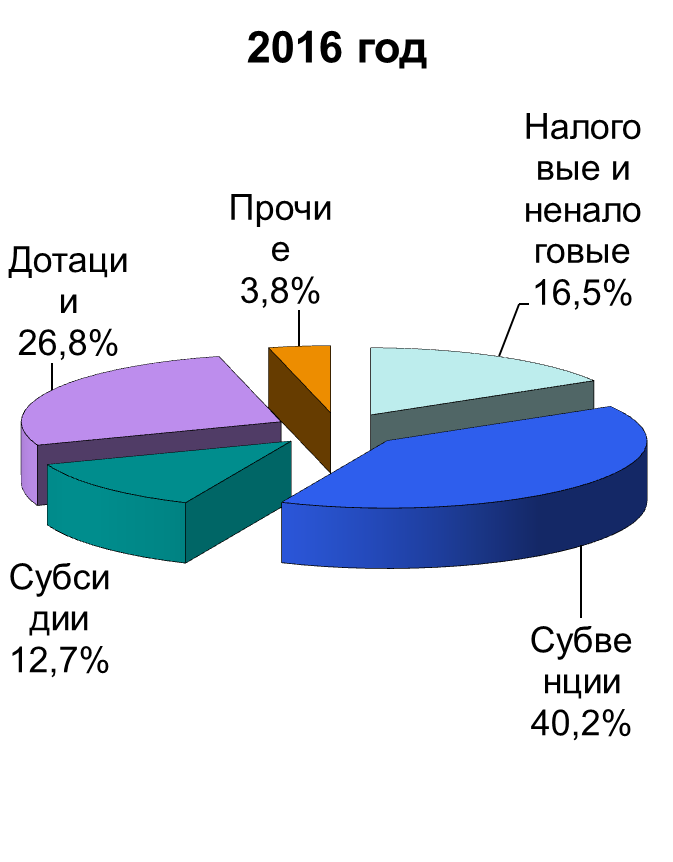 2016 год
Налого
вые и
ненало
говые
16,5%
Прочи
е
3,8%
Дотаци
и
26,8%
Субси
дии
12,7%
Субве
нции
40,2%